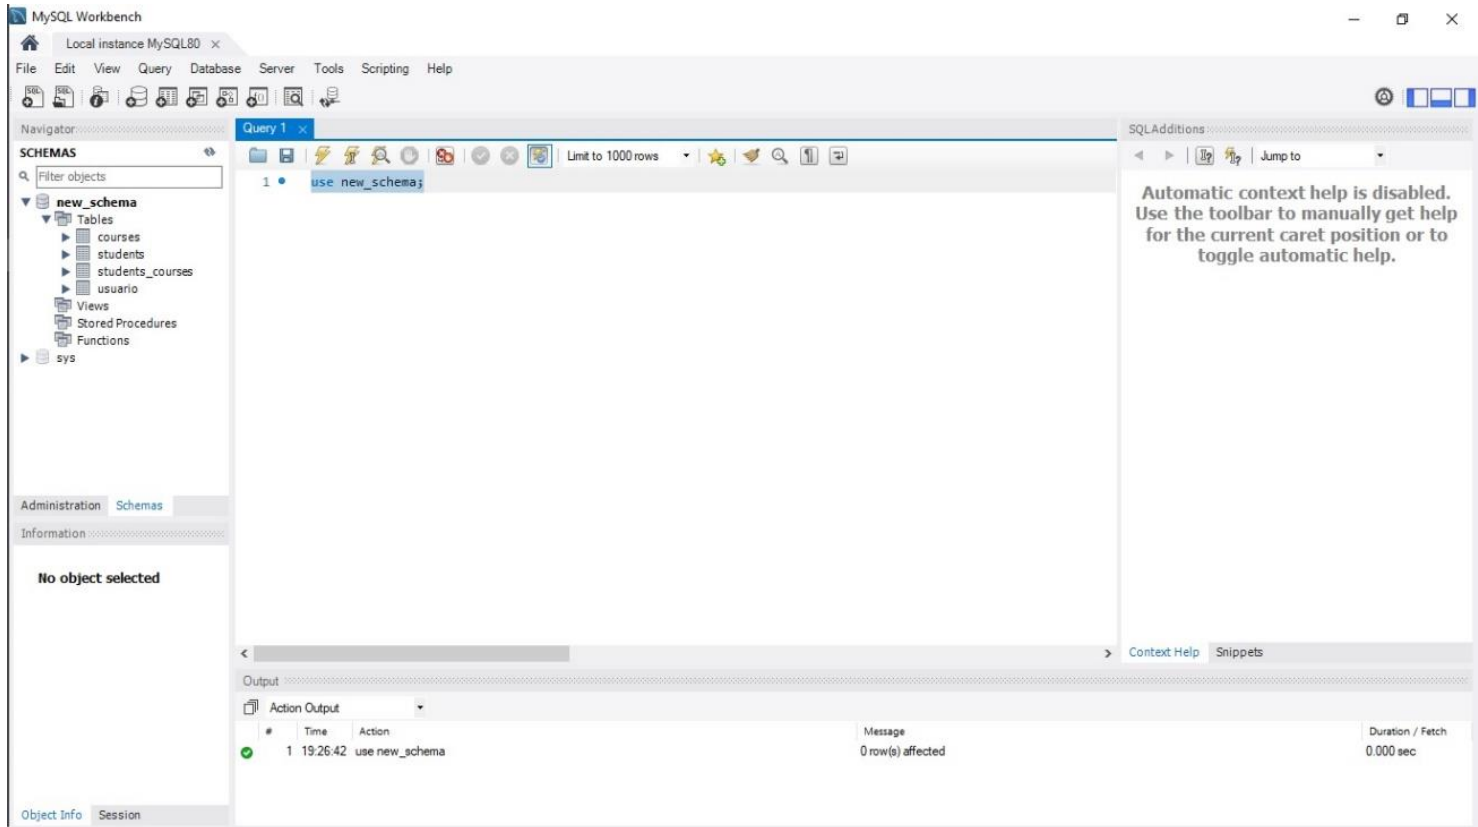 MySQL Workbench
Local instance MySQL80
File Edit View Query Database Server Tools Scripting Help
Navigator
SCHEMAS
Filter objects
new_schema
Tables
courses
students
students_courses
usuario
Views
Stored Procedures
Functions
sys
Administration Schemas
Information
No object selected
Object Info Session
Query 1
Limit to 1000 rows
1 use new_schema;
Output
Action Output
# Time Action Message Duration / Fetch
1 19:26:42 use new_schema 0 row(s) affected 0.000 sec
SQLAdditions
Jump to
Automatic context help is disabled.
Use the toolbar to manually get help
for the current caret position or to
toggle automatic help.
Context Help Snippets